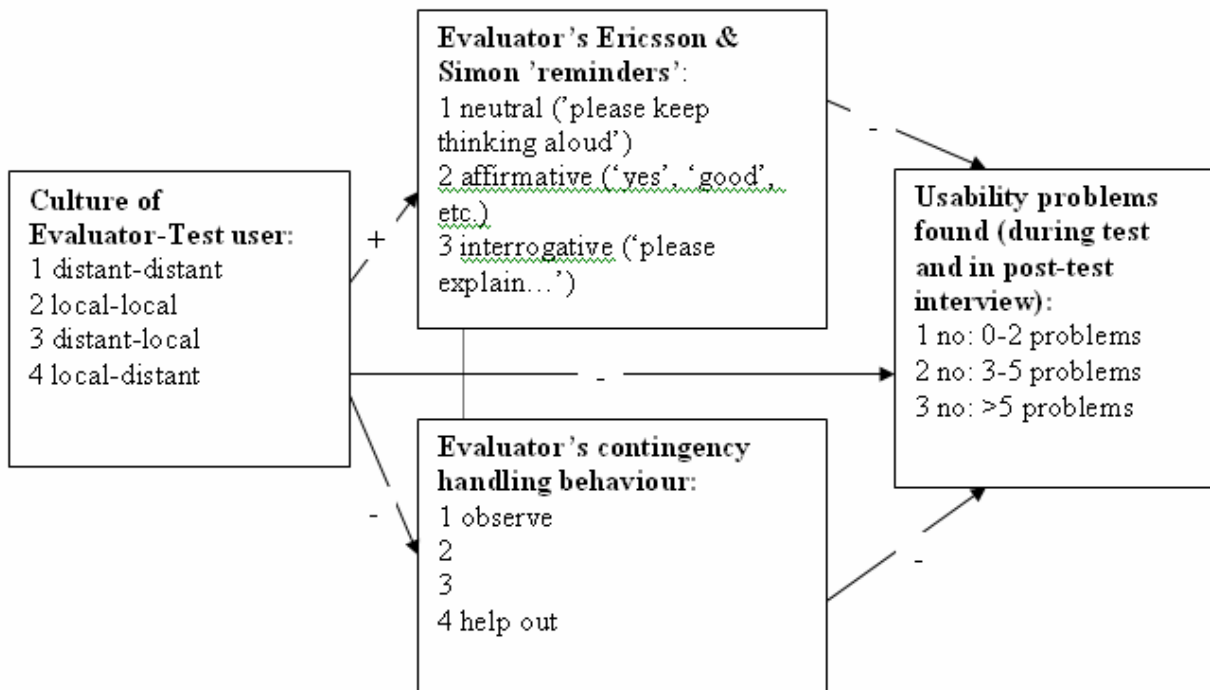 Evaluator’s Ericsson &
Simon ’reminders’:
1 neutral (’please keep
thinking aloud’)
2 affirmative (‘yes’, ‘good’,
etc.)
3 interrogative (‘please
explain…’)
Culture of
Evaluator-Test user:
1 distant-distant
2 local-local
3 distant-local
4 local-distant
+
-
-
-
Usability problems
found (during test
and in post-test
interview):
1 no: 0-2 problems
2 no: 3-5 problems
3 no: >5 problems
Evaluator’s contingency
handling behaviour:
1 observe
2
3
4 help out
-